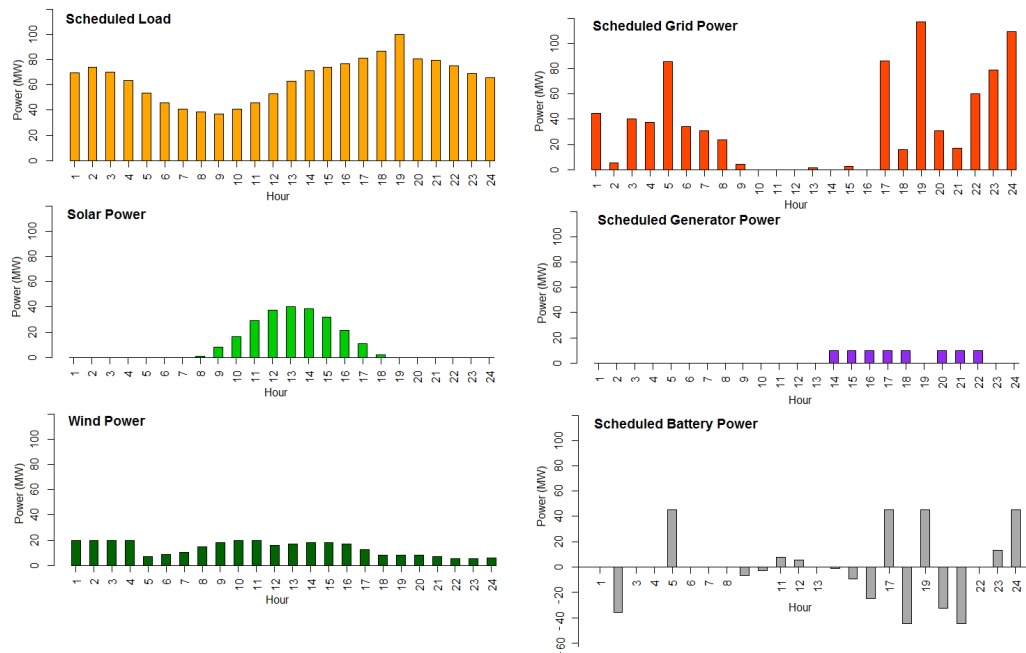 Scheduled Load
Power (MW)
0 20 40 60 80 100
1 2 3 4 5 6 7 8 9 10 11 12 13 14 15 16 17 18 19 20 21 22 23 24
Hour
Solar Power
Power (MW)
0 20 40 60 80 100
1 2 3 4 5 6 7 8 9 10 11 12 13 14 15 16 17 18 19 20 21 22 23 24
Hour
Wind Power
Power (MW)
0 20 40 60 80 100
1 2 3 4 5 6 7 8 9 10 11 12 13 14 15 16 17 18 19 20 21 22 23 24
Hour
Scheduled Grid Power
Power (MW)
0 20 40 60 80 100
1 2 3 4 5 6 7 8 9 10 11 12 13 14 15 16 17 18 19 20 21 22 23 24
Hour
Scheduled Generator Power
Power (MW)
0 20 40 60 80 100
1 2 3 4 5 6 7 8 9 10 11 12 13 14 15 16 17 18 19 20 21 22 23 24
Hour
Scheduled Battery Power
Power (MW)
-60 -40 -20 0 20 40 60 80 100
1 3 4 5 6 7 8 11 12 13 17 19 22 23 24
Hour